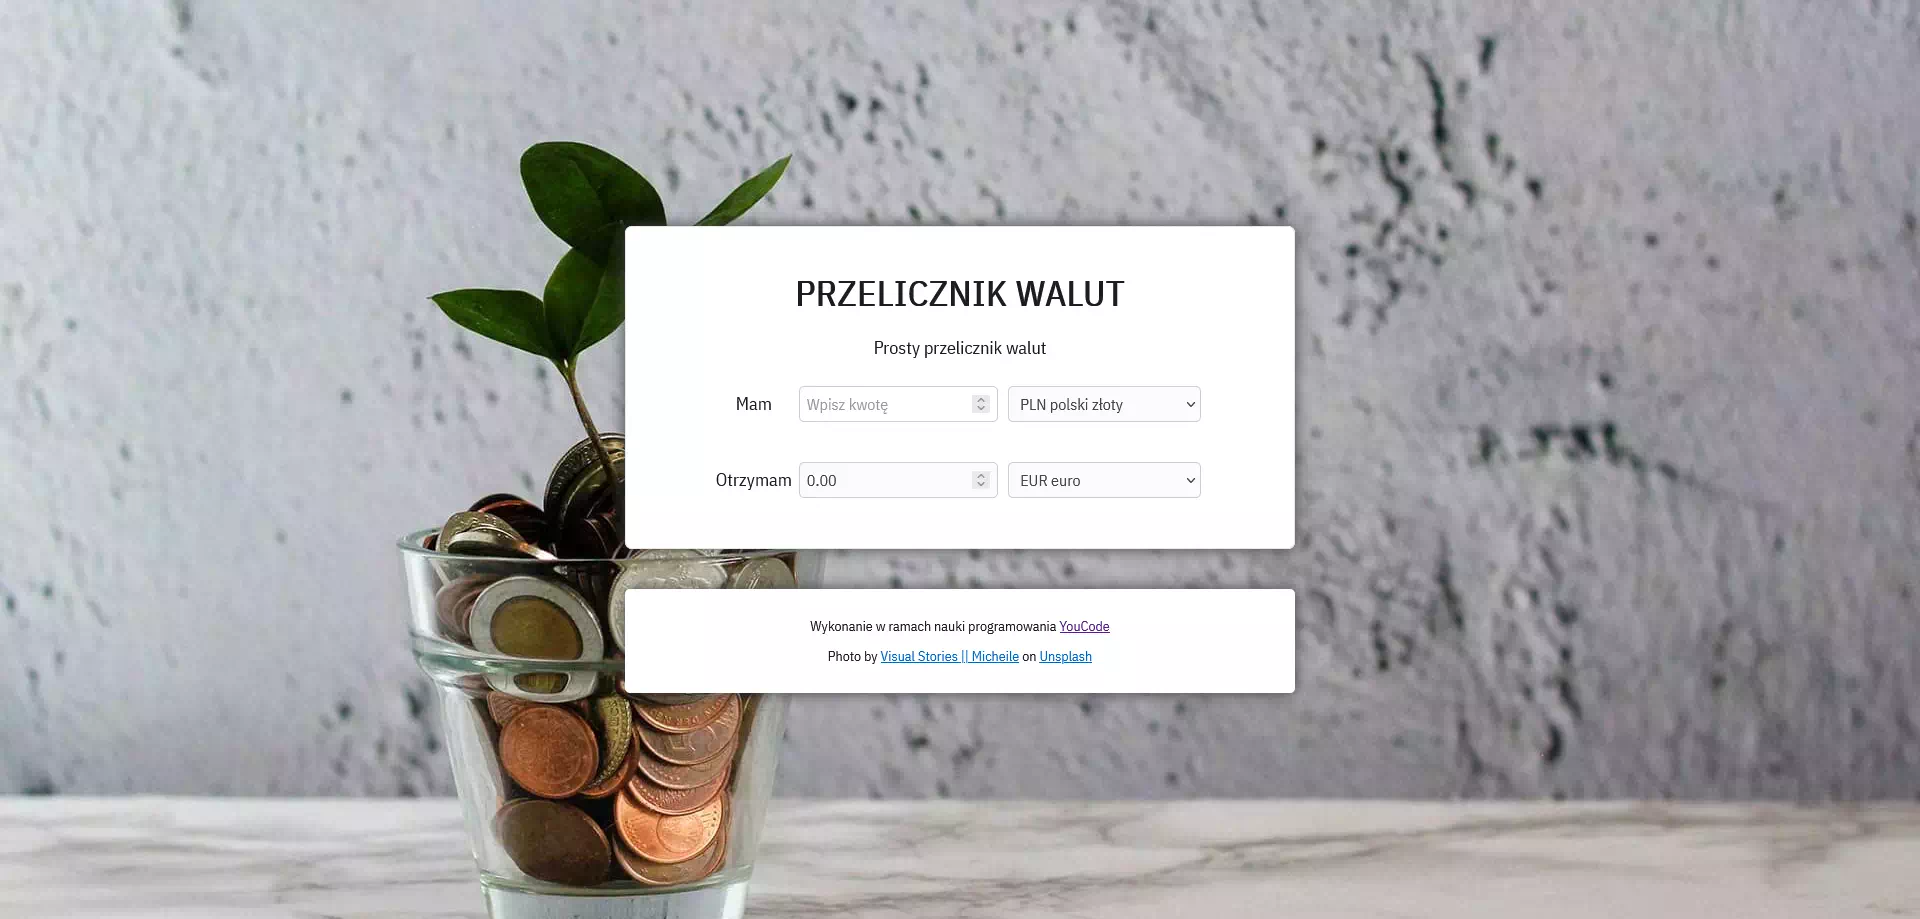 PRZELICZNIK WALUT
Prosty przelicznik walut
Mam Wpisz kwotę PLN polski złoty
Otrzymam 0.00 EUR euro
Wykonanie w ramach nauki programowania YouCode
Photo by Visual Stories || Micheile on Unsplash